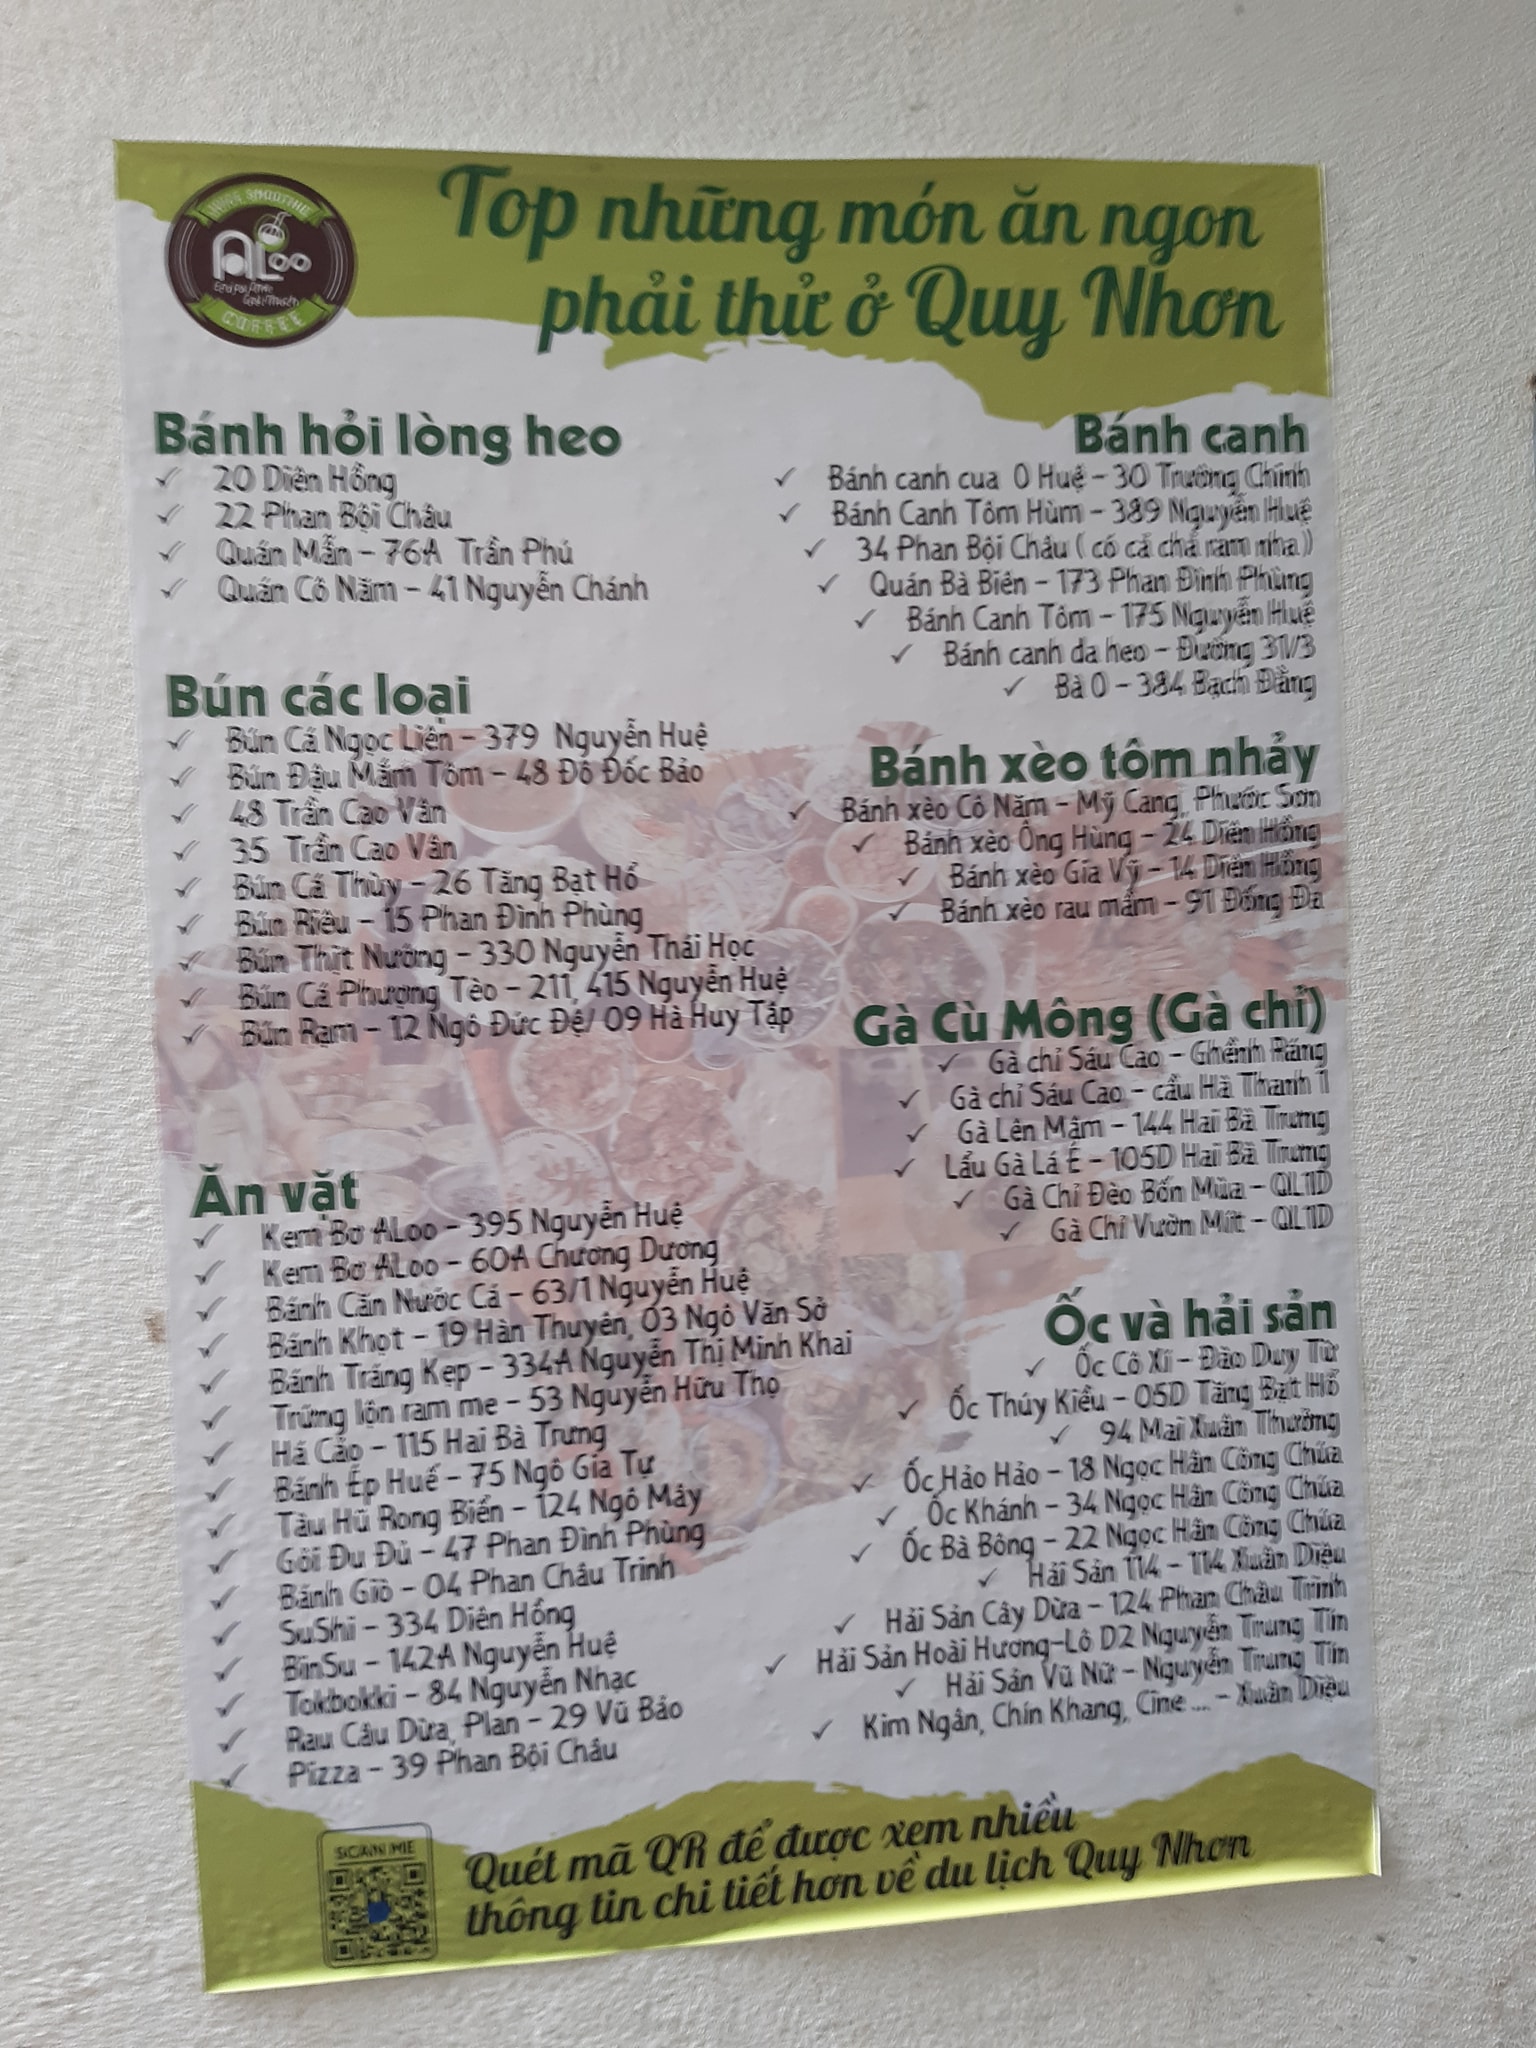 ALoo
COFFEE
Top những món ăn ngon
phải thử ở Quy Nhơn
Bánh hỏi lòng heo
✓ 20 Diên Hồng
✓ 22 Phan Bội Châu
✓ Quán Mẫn – 76A Trần Phú
✓ Quán Cô Năm – 41 Nguyễn Chánh
Bún các loại
✓ Bún Cá Ngọc Liên – 379 Nguyễn Huệ
✓ Bún Đậu Mắm Tôm – 48 Đô Đốc Bảo
✓ 48 Trần Cao Vân
✓ 35 Trần Cao Vân
✓ Bún Cá Thùy – 26 Tăng Bạt Hổ
✓ Bún Riêu – 15 Phan Đình Phùng
✓ Bún Thịt Nướng – 330 Nguyễn Thái Học
✓ Bún Cá Phượng Tèo – 211, 415 Nguyễn Huệ
✓ Bún Rạm – 12 Ngô Đức Đệ/ 09 Hà Huy Tập
Ăn vặt
✓ Kem Bơ ALoo – 395 Nguyễn Huệ
✓ Kem Bơ ALoo – 60A Chương Dương
✓ Bánh Căn Nước Cá – 63/1 Nguyễn Huệ
✓ Bánh Khọt – 19 Hàn Thuyên, 03 Ngô Văn Sở
✓ Bánh Tráng Kẹp – 334A Nguyễn Thị Minh Khai
✓ Trứng lộn ram me – 53 Nguyễn Hữu Thọ
✓ Há Cảo – 115 Hai Bà Trưng
✓ Bánh Ép Huế – 75 Ngô Gia Tự
✓ Tàu Hũ Rong Biển – 124 Ngô Mây
✓ Gỏi Đu Đủ – 47 Phan Đình Phùng
✓ Bánh Giò – 04 Phan Châu Trinh
✓ SuShi – 334 Diên Hồng
✓ BinSu – 142A Nguyễn Huệ
✓ Tokbokki – 84 Nguyễn Nhạc
✓ Rau Câu Dừa, Plan – 29 Vũ Bảo
✓ Pizza – 39 Phan Bội Châu
Bánh canh
✓ Bánh canh cua O Huệ – 30 Trường Chinh
✓ Bánh Canh Tôm Hùm – 389 Nguyễn Huệ
✓ 34 Phan Bội Châu ( có cả chả ram nha ))
✓ Quán Bà Biên – 173 Phan Đình Phùng
✓ Bánh Canh Tôm – 175 Nguyễn Huệ
✓ Bánh canh da heo – Đường 31/3
✓ Bà O – 384 Bạch Đằng
Bánh xèo tôm nhảy
✓ Bánh xèo Cô Năm – Mỹ Cang, Phước Sơn
✓ Bánh xèo Ông Hùng – 24 Diên Hồng
✓ Bánh xèo Gia Vỹ – 14 Diên Hồng
✓ Bánh xèo rau mầm – 91 Đống Đa
Gà Cù Mông (Gà chỉ)
✓ Gà chỉ Sáu Cao – Ghềnh Ráng
✓ Gà chỉ Sáu Cao – cầu Hà Thanh 1
✓ Gà Lên Mâm – 144 Hai Bà Trưng
✓ Lẩu Gà Lá É – 105D Hai Bà Trưng
✓ Gà Chỉ Đèo Bốn Mùa – QL1D
✓ Gà Chỉ Vườn Mít – QL1D
Ốc và hải sản
✓ Ốc Cô Xí – Đào Duy Từ
✓ Ốc Thúy Kiều – 05D Tăng Bạt Hổ
✓ 94 Mai Xuân Thưởng
✓ Ốc Hảo Hảo – 18 Ngọc Hân Công Chúa
✓ Ốc Khánh – 34 Ngọc Hân Công Chúa
✓ Ốc Bà Bông – 22 Ngọc Hân Công Chúa
✓ Hải Sản 114 – 114 Xuân Diệu
✓ Hải Sản Cây Dừa – 124 Phan Châu Trinh
✓ Hải Sản Hoài Hương–Lô D2 Nguyễn Trung Tín
✓ Hải Sản Vũ Nữ – Nguyễn Trung Tín
✓ Kim Ngân, Chín Khang, Cine .... – Xuân Diệu
SCAN ME
Quét mã QR để được xem nhiều
thông tin chi tiết hơn về du lịch Quy Nhơn